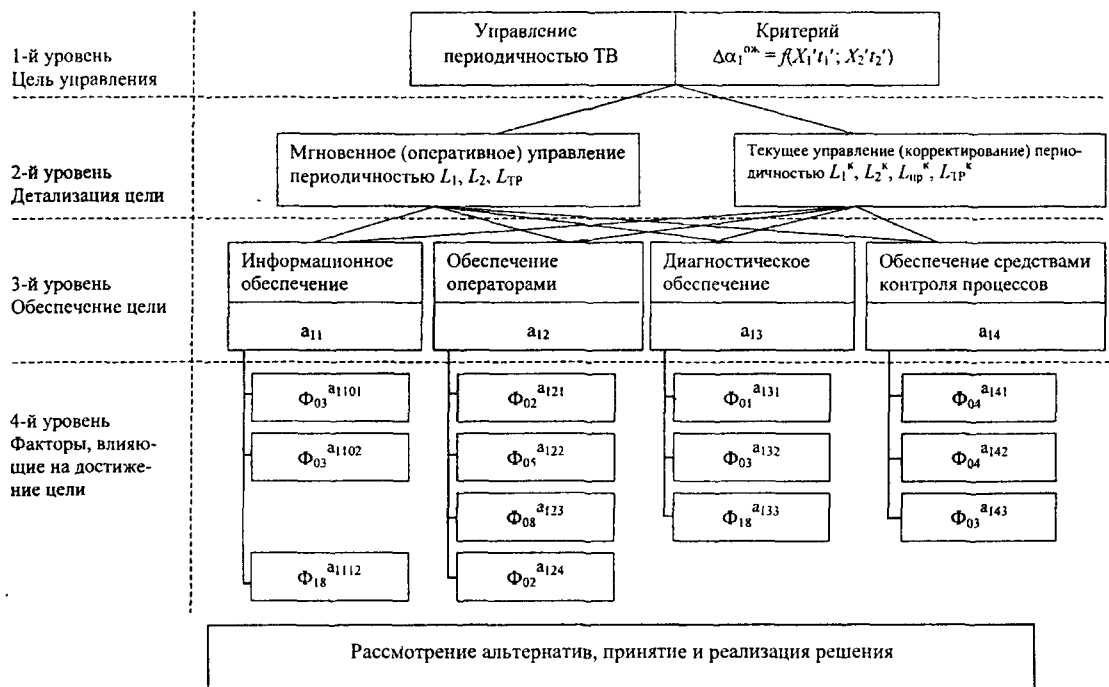 1-й уровень
Цель управления
Управление
периодичностью ТВ
Критерий
Δα₁ᵒᶰ = f(X₁′t₁′; X₂′t₂′)
2-й уровень
Детализация цели
Мгновенное (оперативное) управление
периодичностью L₁, L₂, L_ТР
Текущее управление (корректирование) перио-
дичностью L₁ᴷ, L₂ᴷ, L_пр^к, L_ТР^к
3-й уровень
Обеспечение цели
Информационное
обеспечение
a₁₁
Обеспечение
операторами
a₁₂
Диагностическое
обеспечение
a₁₃
Обеспечение средствами
контроля процессов
a₁₄
4-й уровень
Факторы, влияю-
щие на достиже-
ние цели
Ф₀₃ a₁₁₀₁
Ф₀₃ a₁₁₀₂
Ф₁₈ a₁₁₁₂
Ф₀₂ a₁₂₁
Ф₀₅ a₁₂₂
Ф₀₈ a₁₂₃
Ф₀₂ a₁₂₄
Ф₀₁ a₁₃₁
Ф₀₃ a₁₃₂
Ф₁₈ a₁₃₃
Ф₀₄ a₁₄₁
Ф₀₄ a₁₄₂
Ф₀₃ a₁₄₃
Рассмотрение альтернатив, принятие и реализация решения